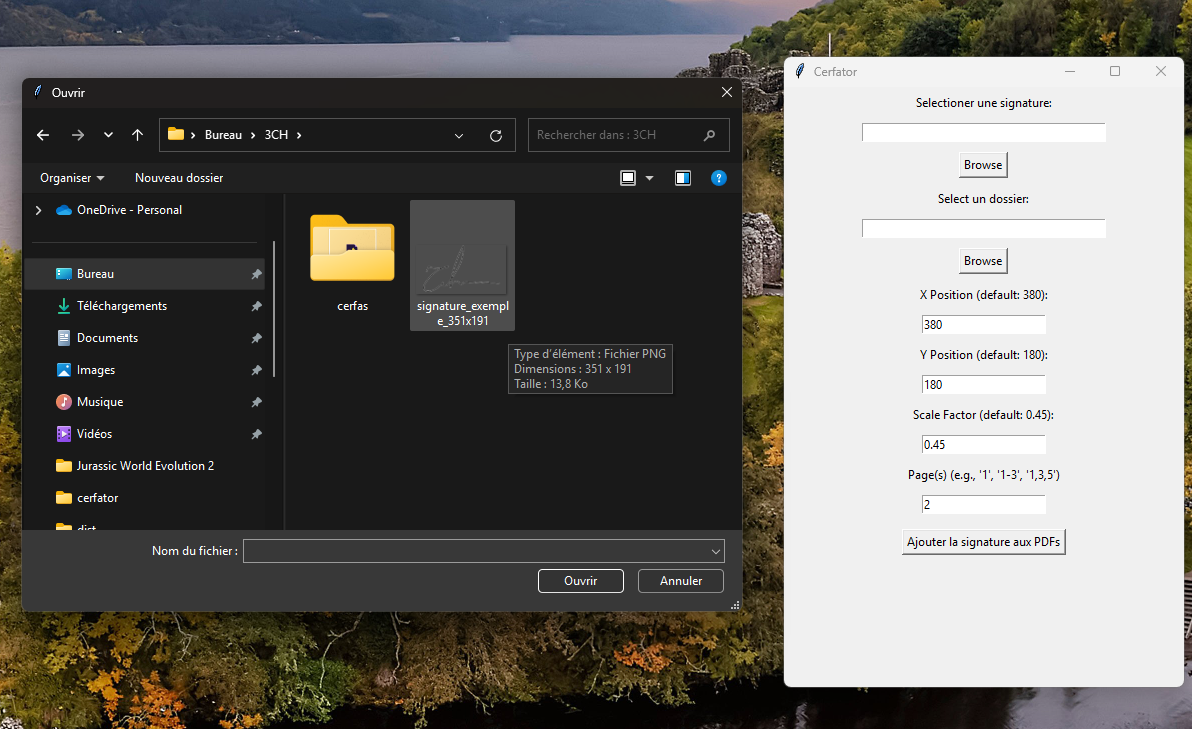 Ouvrir
Bureau
3CH
Rechercher dans : 3CH
Organiser
Nouveau dossier
OneDrive - Personal
Bureau
Téléchargements
Documents
Images
Musique
Vidéos
Jurassic World Evolution 2
cerfator
dist
cerfas
signature_exempl
e_351x191
Type d'élément : Fichier PNG
Dimensions : 351 x 191
Taille : 13,8 Ko
Nom du fichier :
Ouvrir
Annuler
Cerfator
Selectioner une signature:
Browse
Select un dossier:
Browse
X Position (default: 380):
380
Y Position (default: 180):
180
Scale Factor (default: 0.45):
0.45
Page(s) (e.g., '1', '1-3', '1,3,5')
2
Ajouter la signature aux PDFs